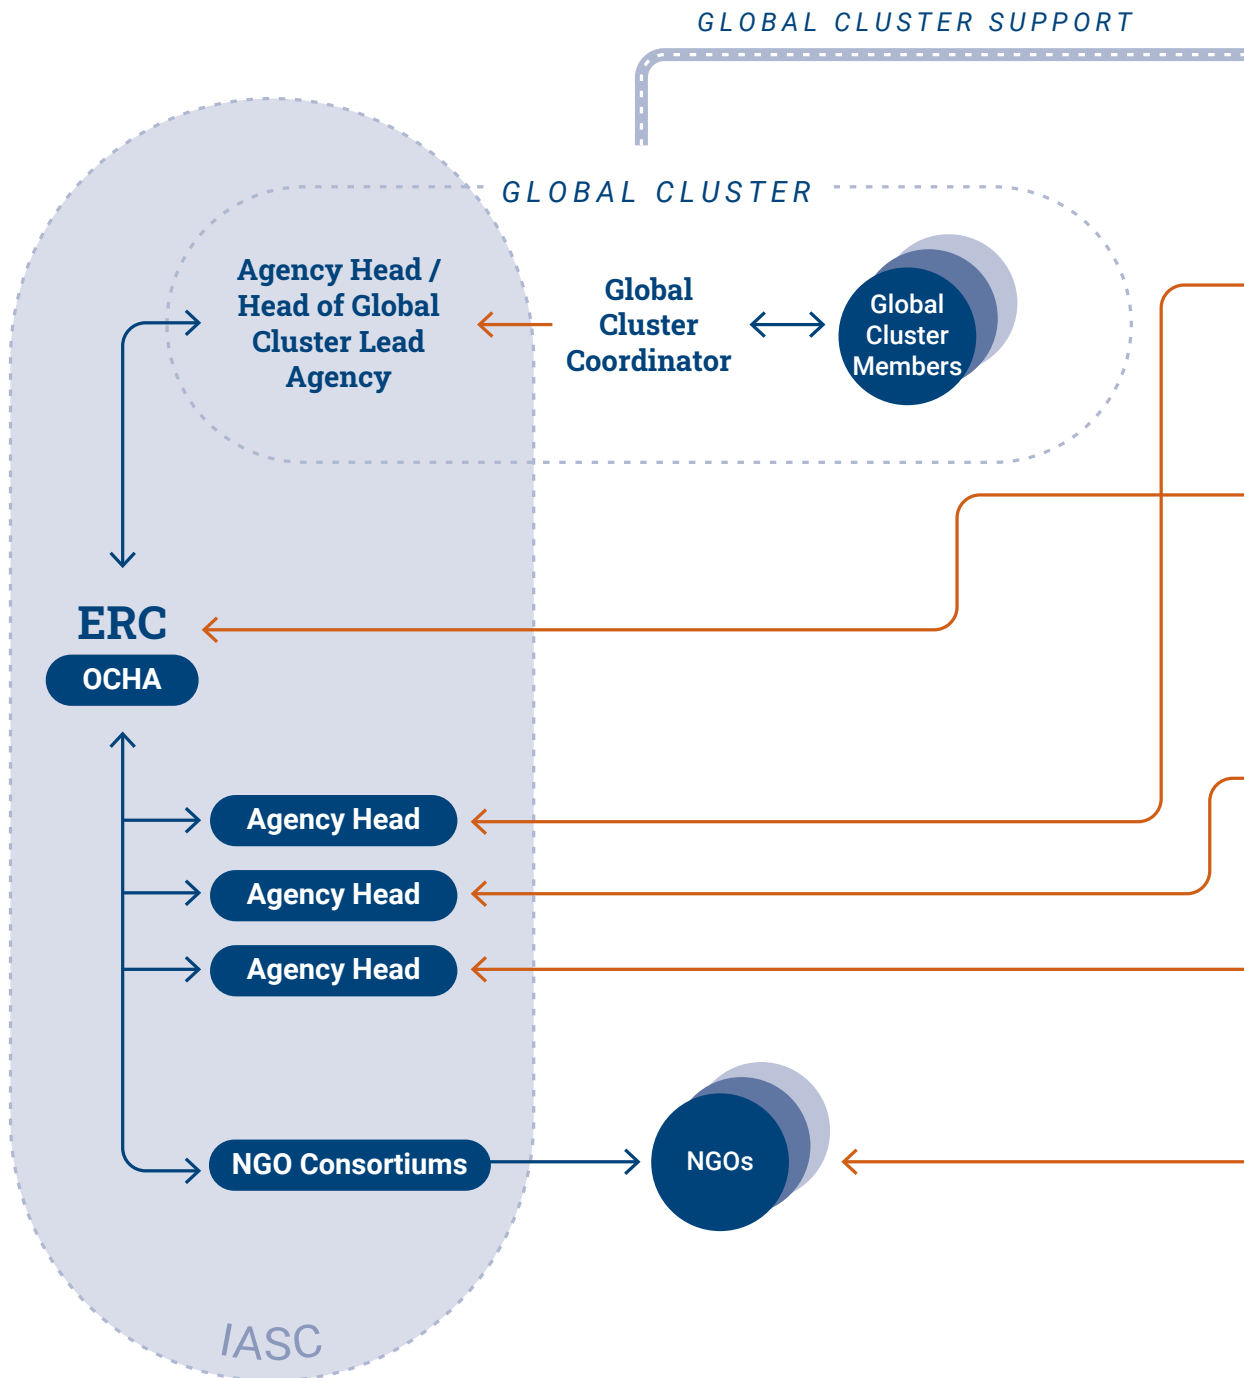 GLOBAL CLUSTER SUPPORT
GLOBAL CLUSTER
Agency Head /
Head of Global
Cluster Lead
Agency
Global
Cluster
Coordinator
Global
Cluster
Members
ERC
OCHA
Agency Head
Agency Head
Agency Head
NGO Consortiums
NGOs
IASC